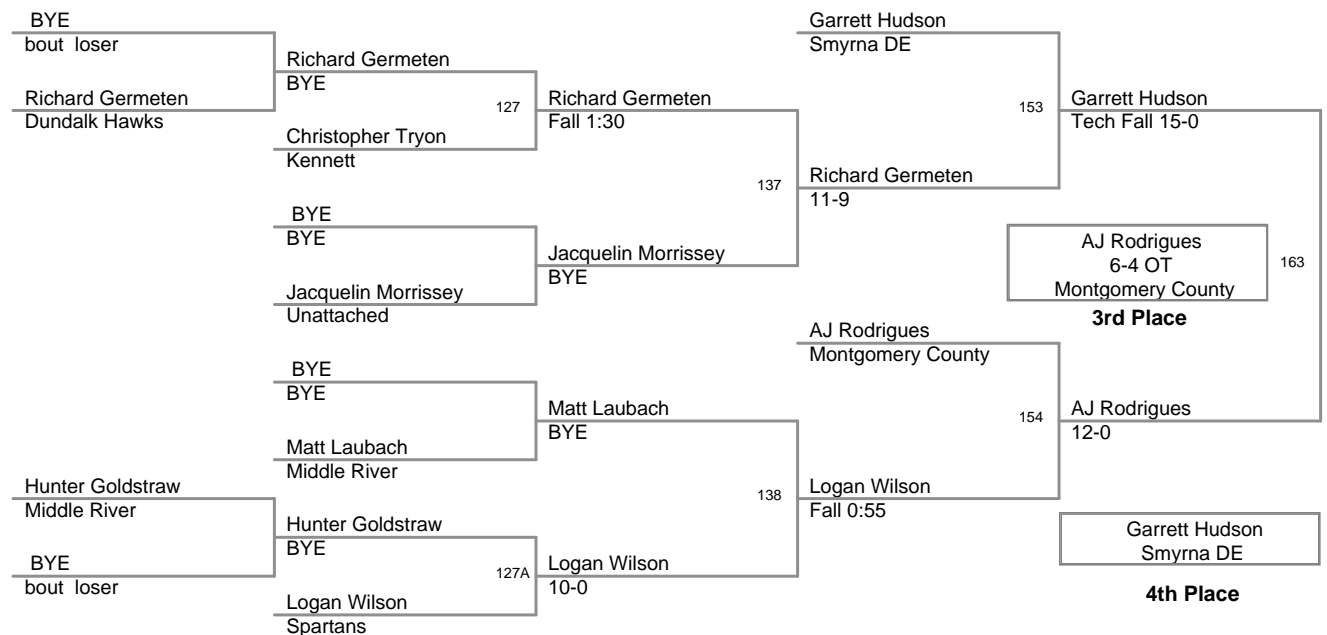 BYE
bout loser
Richard Germeten
Dundalk Hawks
Richard Germeten
BYE
127
Christopher Tryon
Kennett
BYE
BYE
Jacquelin Morrissey
Unattached
Richard Germeten
Fall 1:30
137
Jacquelin Morrissey
BYE
Garrett Hudson
Smyrna DE
153
Richard Germeten
11-9
Garrett Hudson
Tech Fall 15-0
AJ Rodrigues
6-4 OT
Montgomery County
163
3rd Place
BYE
BYE
Matt Laubach
Middle River
Hunter Goldstraw
Middle River
BYE
bout loser
Hunter Goldstraw
BYE
127A
Logan Wilson
Spartans
Matt Laubach
BYE
138
Logan Wilson
10-0
AJ Rodrigues
Montgomery County
154
Logan Wilson
Fall 0:55
AJ Rodrigues
12-0
Garrett Hudson
Smyrna DE
4th Place